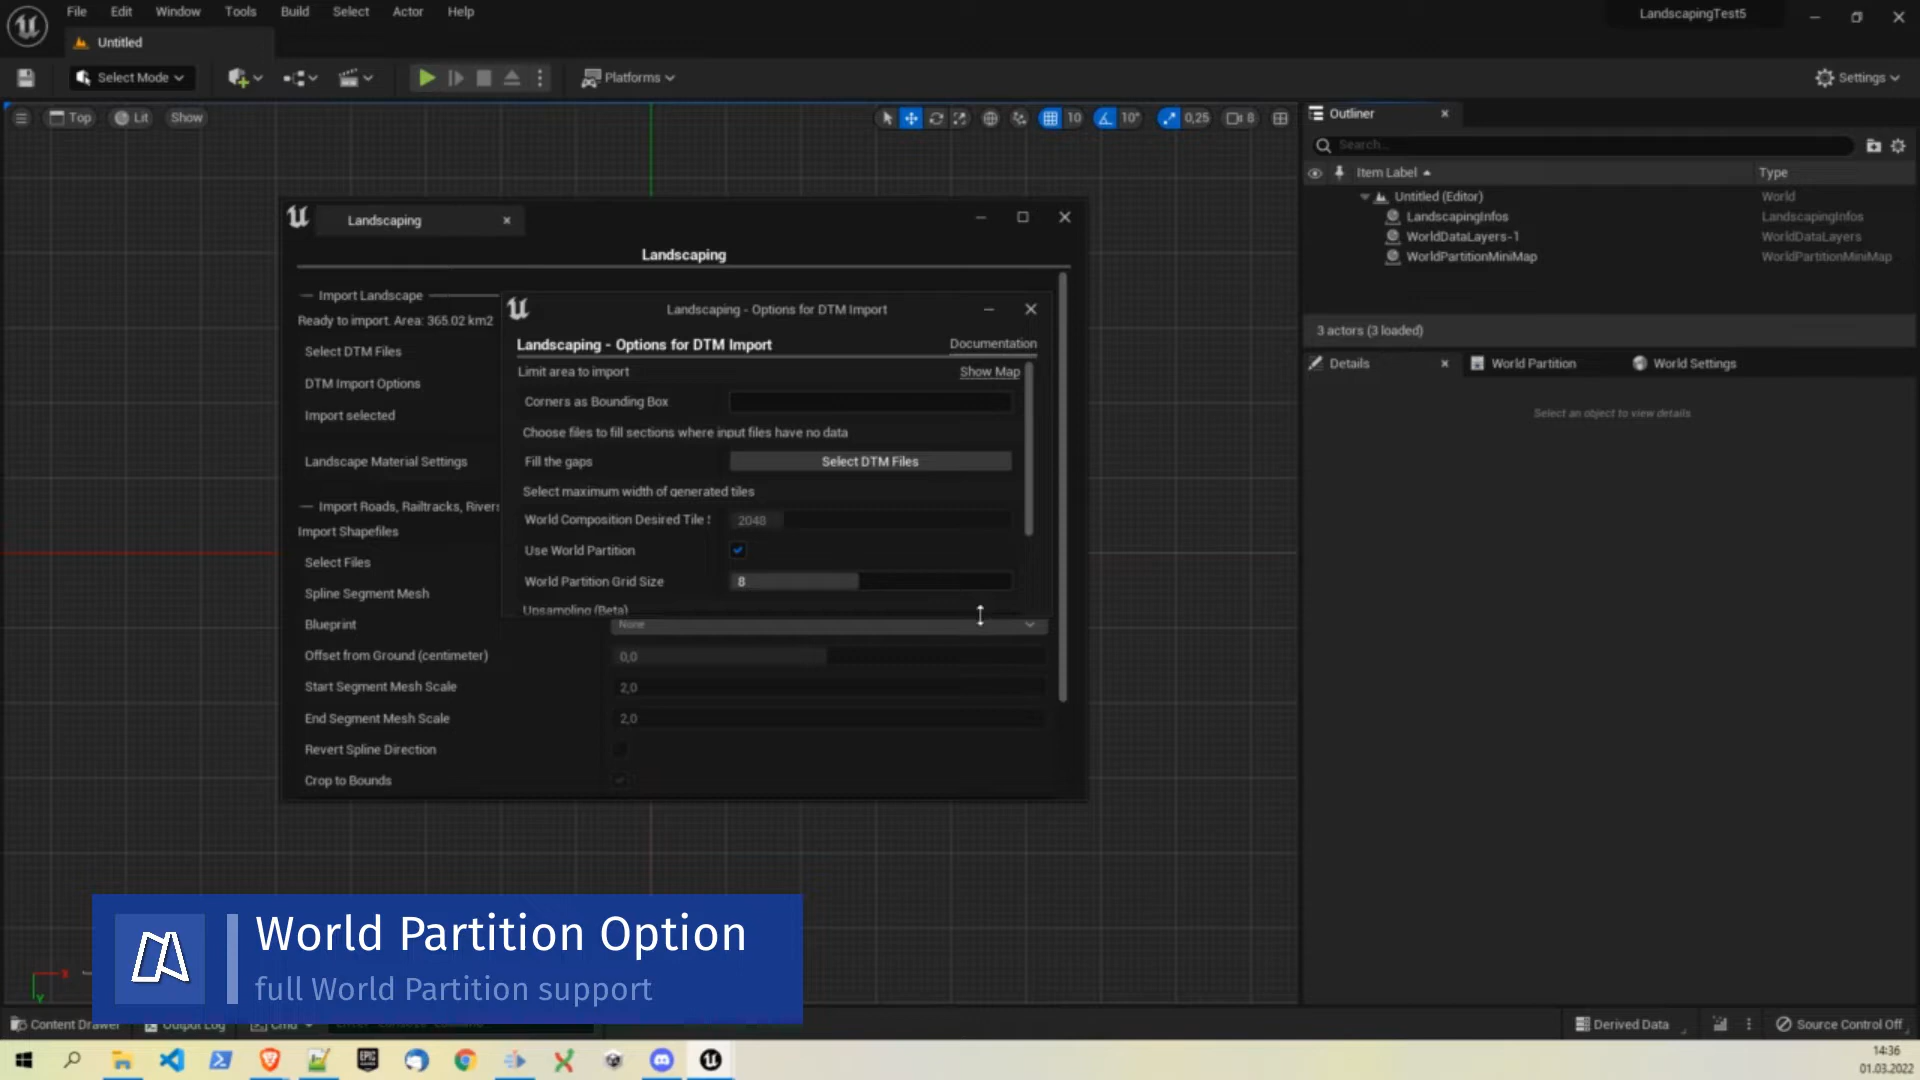 File Edit Window Tools Build Select Actor Help
LandscapingTest5
Untitled
Select Mode
Platforms
Settings
Top Lit Show
10 10° 0,25 8
Outliner
Search...
Item Label Type
Untitled (Editor) World
LandscapingInfos LandscapingInfos
WorldDataLayers-1 WorldDataLayers
WorldPartitionMiniMap WorldPartitionMiniMap
3 actors (3 loaded)
Details World Partition World Settings
Select an object to view details
Landscaping
Landscaping
Import Landscape
Ready to import. Area: 365.02 km2
Select DTM Files
DTM Import Options
Import selected
Landscape Material Settings
Import Roads, Railtracks, Rivers
Import Shapefiles
Select Files
Spline Segment Mesh
Blueprint None
Offset from Ground (centimeter) 0,0
Start Segment Mesh Scale 2,0
End Segment Mesh Scale 2,0
Revert Spline Direction
Crop to Bounds
Landscaping - Options for DTM Import
Landscaping - Options for DTM Import Documentation
Limit area to import Show Map
Corners as Bounding Box
Choose files to fill sections where input files have no data
Fill the gaps Select DTM Files
Select maximum width of generated tiles
World Composition Desired Tile 2048
Use World Partition
World Partition Grid Size 8
Upsampling (Beta)
World Partition Option
full World Partition support
X
Y
Content Drawer Output Log Cmd
Derived Data Source Control Off
EPIC GAMES
14:36
01.03.2022